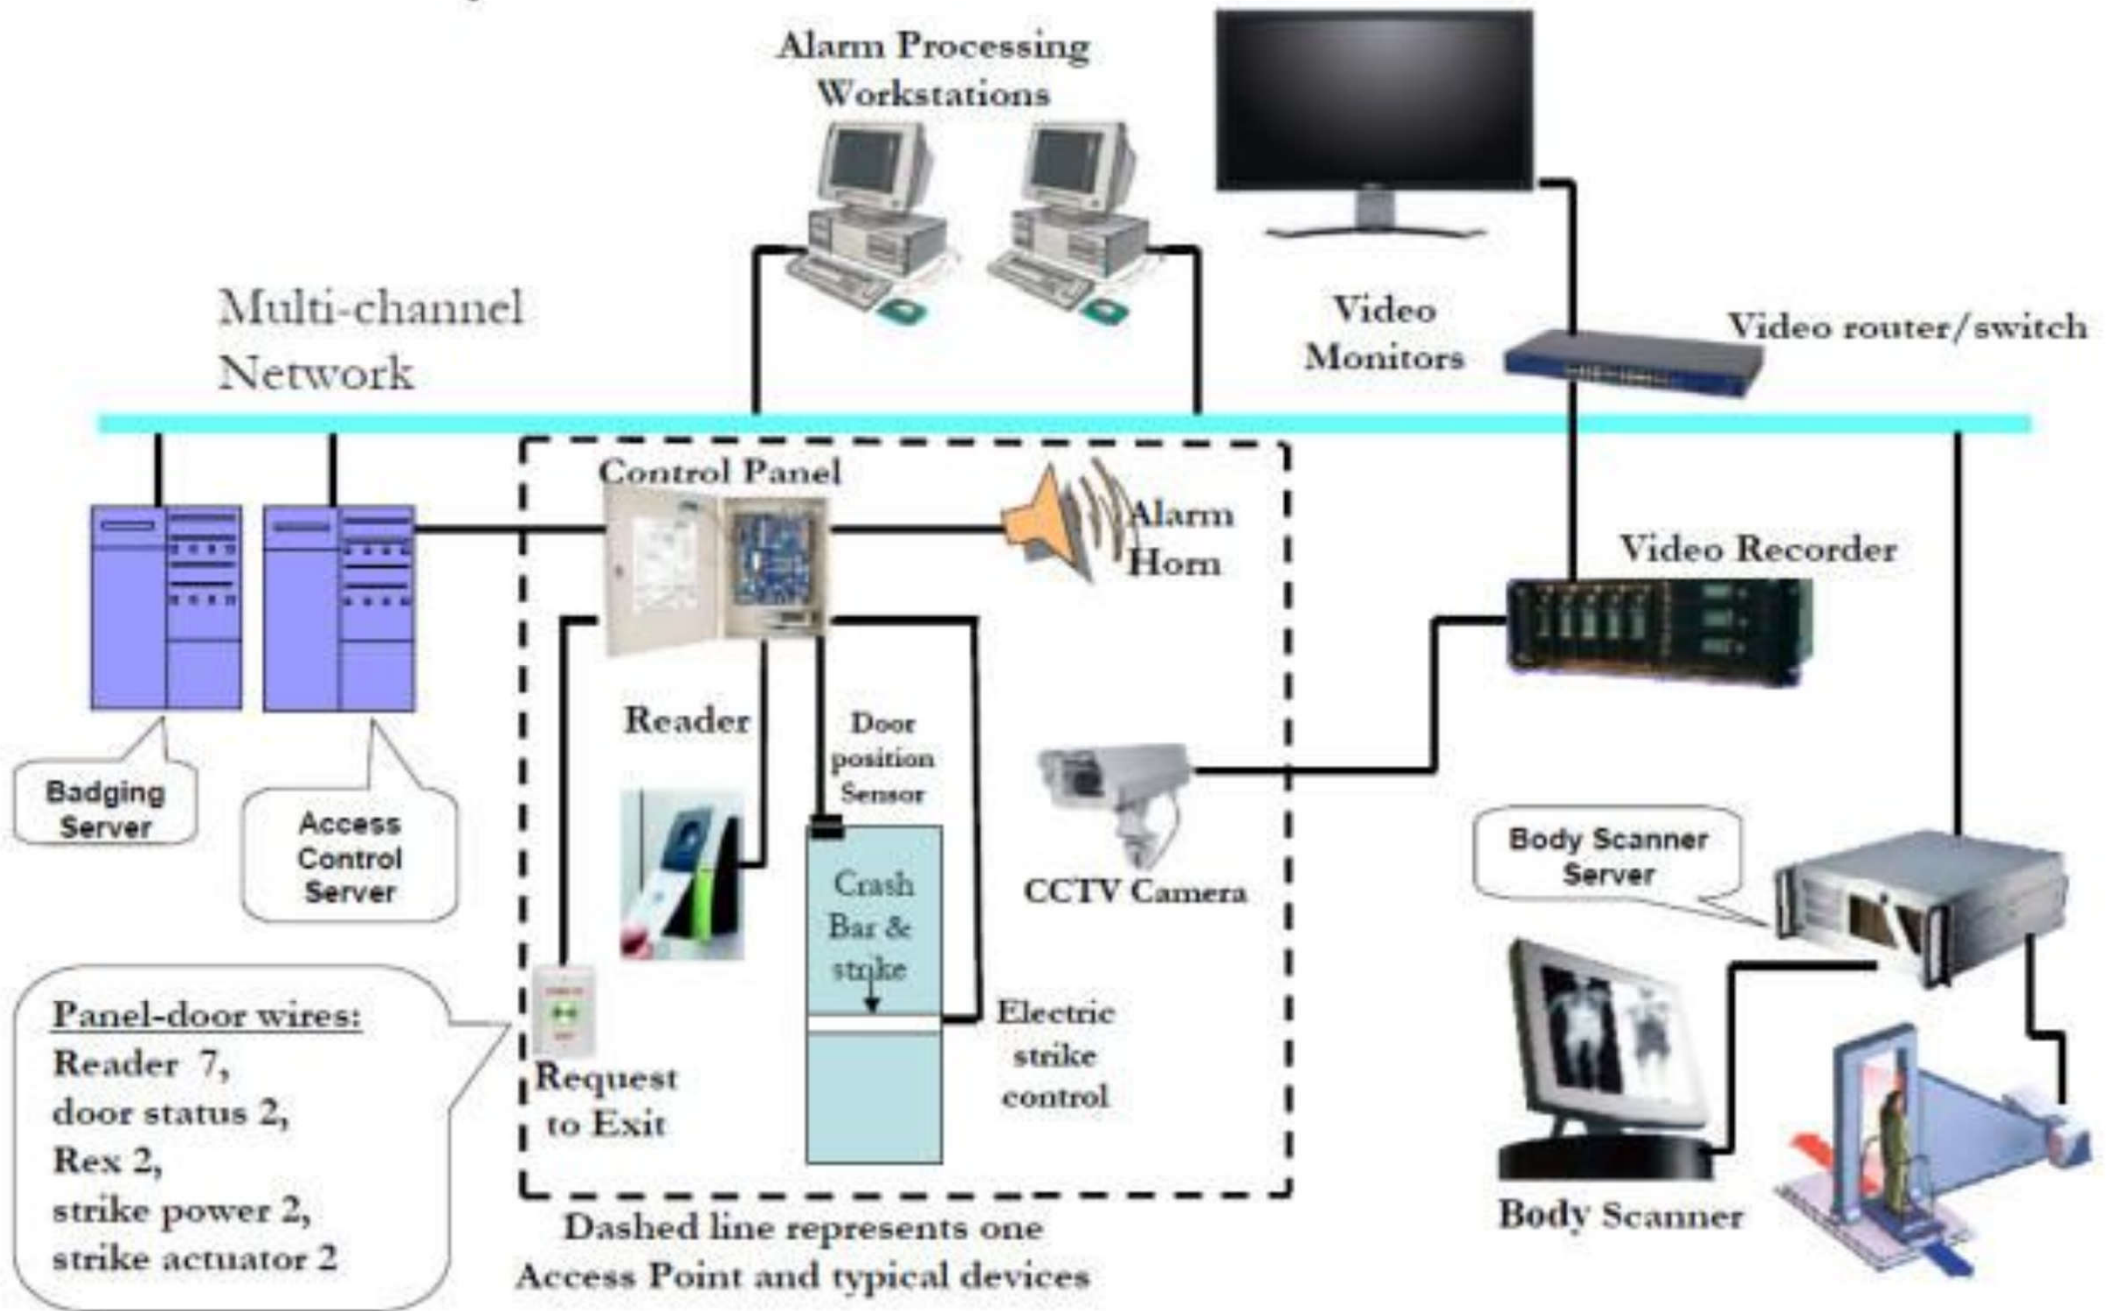 Alarm Processing
Workstations
Multi-channel
Network
Video
Monitors
Video router/switch
Control Panel
Alarm
Horn
Video Recorder
Reader
Door
position
Sensor
Badging
Server
Access
Control
Server
Crash
Bar &
strike
CCTV Camera
Body Scanner
Server
Panel-door wires:
Reader 7,
door status 2,
Rex 2,
strike power 2,
strike actuator 2
Request
to Exit
Electric
strike
control
Body Scanner
Dashed line represents one
Access Point and typical devices